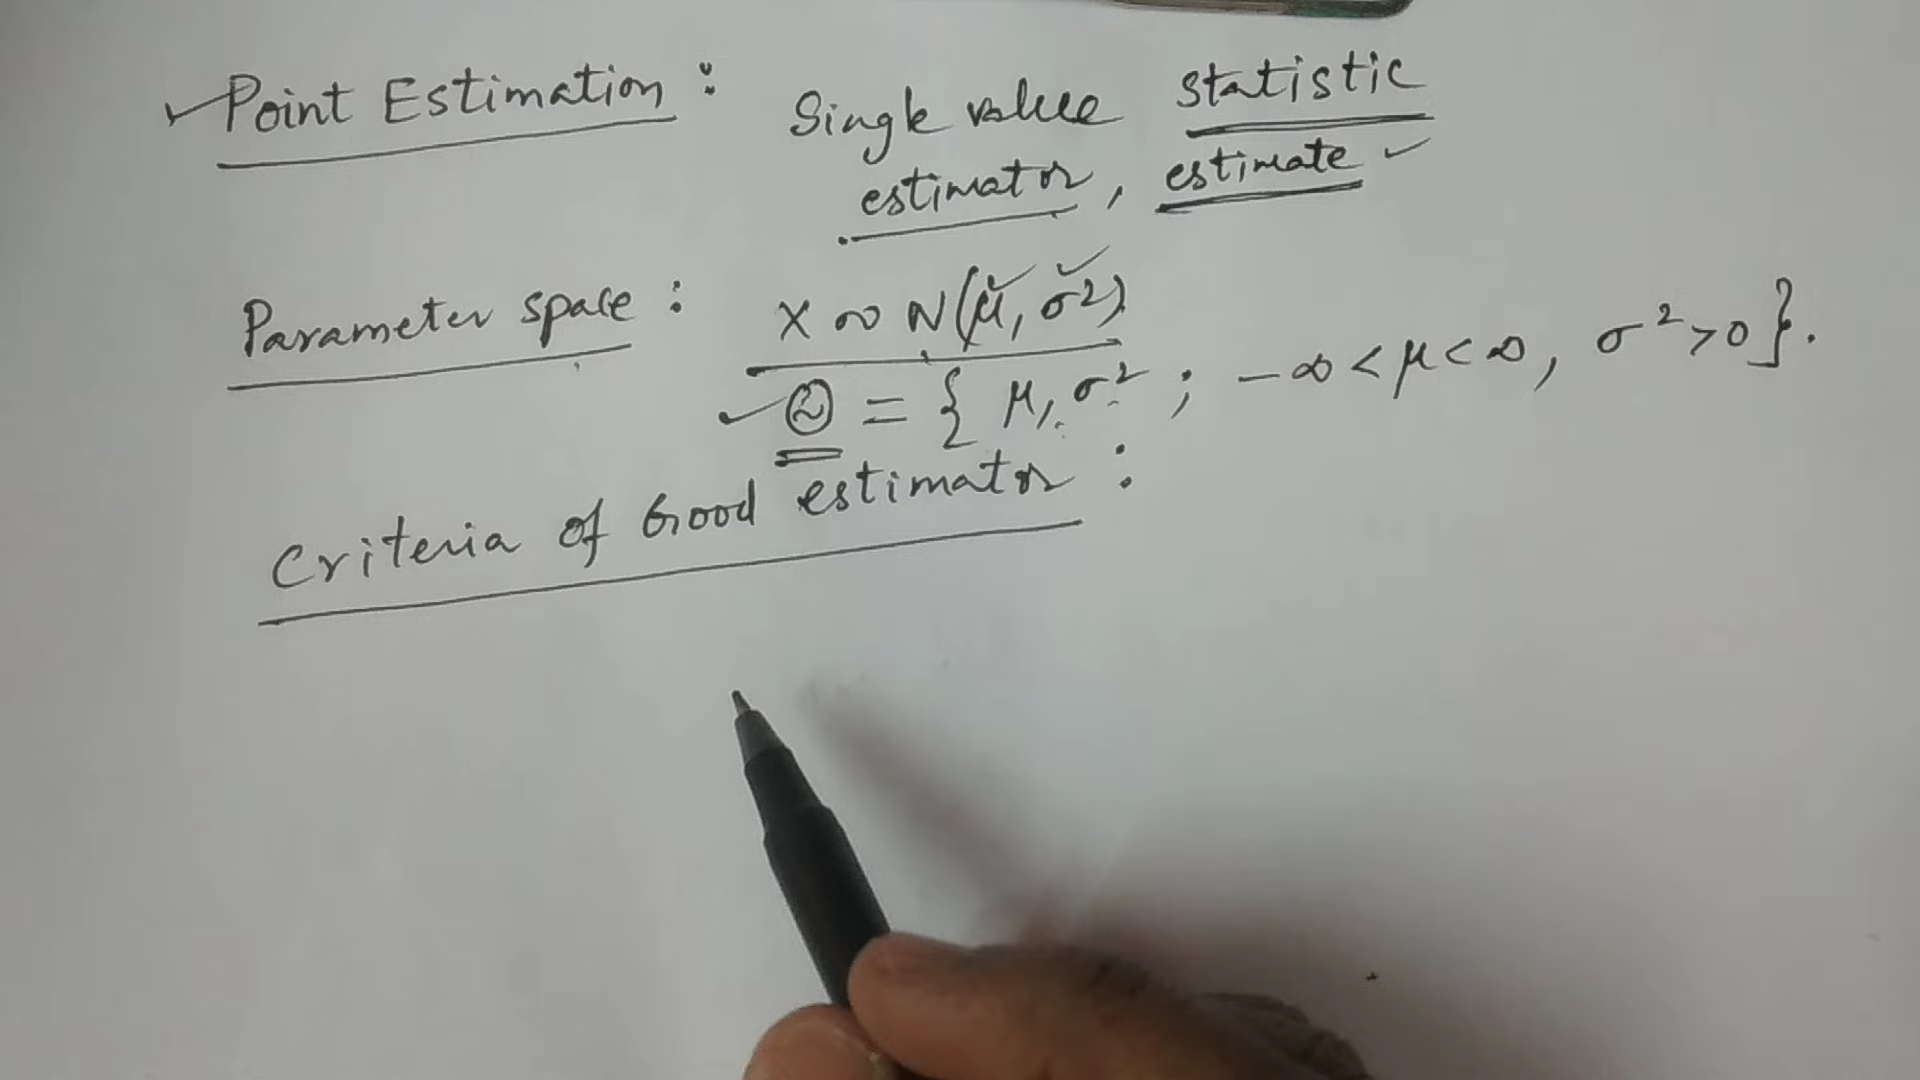 Point Estimation : Single value statistic
estimator, estimate
Parameter space : X ~ N(μ, σ²)
Θ = { μ, σ² ; -∞ < μ < ∞, σ² > 0 }.
Criteria of Good estimator :